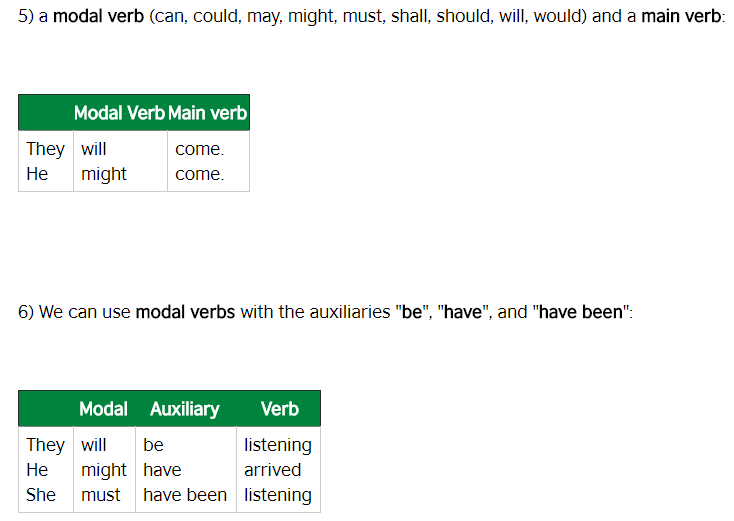 5) a modal verb (can, could, may, might, must, shall, should, will, would) and a main verb:
Modal Verb Main verb
They will come.
He might come.
6) We can use modal verbs with the auxiliaries "be", "have", and "have been":
Modal Auxiliary Verb
They will be listening
He might have arrived
She must have been listening